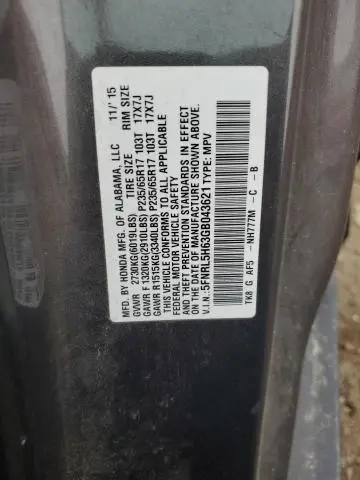 MFD. BY HONDA MFG. OF ALABAMA, LLC 11/'15
GVWR 2730KG(6019LBS) TIRE SIZE RIM SIZE
GAWR F 1320KG(2910LBS) P235/65R17 103T 17X7J
GAWR R 1515KG(3340LBS) P235/65R17 103T 17X7J
THIS VEHICLE CONFORMS TO ALL APPLICABLE
FEDERAL MOTOR VEHICLE SAFETY
AND THEFT PREVENTION STANDARDS IN EFFECT
ON THE DATE OF MANUFACTURE SHOWN ABOVE.
V.I.N.: 5FNRL5H63GB043621 TYPE: MPV
TK8 G AF5 -NH777M -C -B